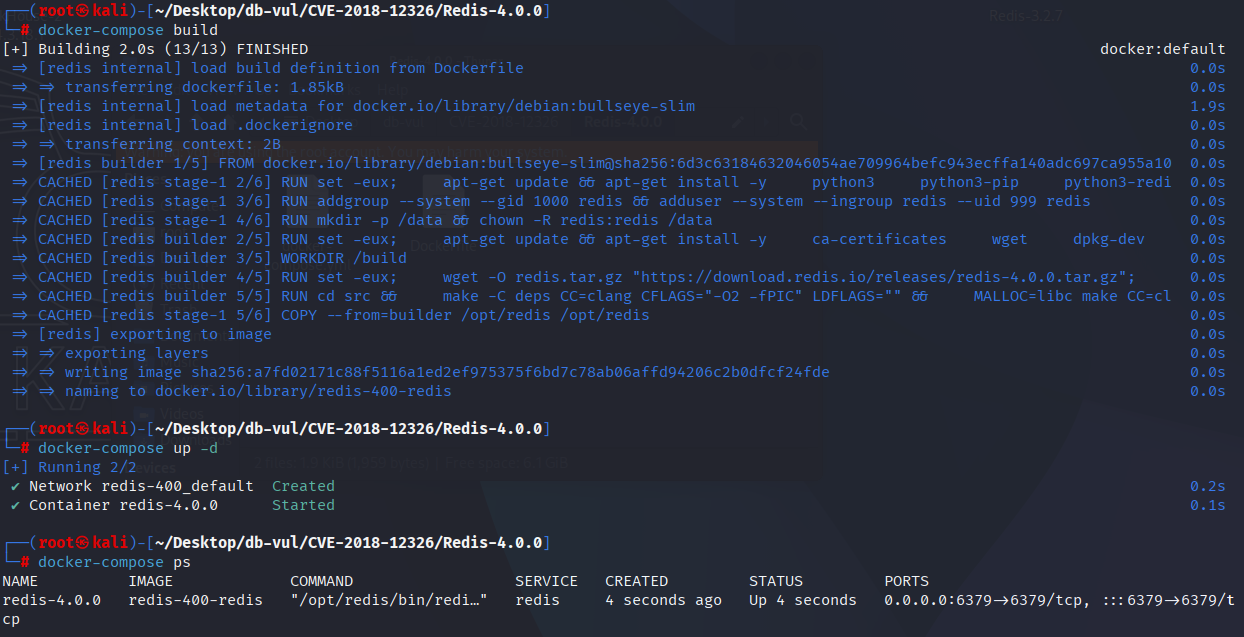 ┌──(root㉿kali)-[~/Desktop/db-vul/CVE-2018-12326/Redis-4.0.0]
└─# docker-compose build
[+] Building 2.0s (13/13) FINISHED docker:default
=> [redis internal] load build definition from Dockerfile 0.0s
=> => transferring dockerfile: 1.85kB 0.0s
=> [redis internal] load metadata for docker.io/library/debian:bullseye-slim 1.9s
=> [redis internal] load .dockerignore 0.0s
=> => transferring context: 2B 0.0s
=> [redis builder 1/5] FROM docker.io/library/debian:bullseye-slim@sha256:6d3c63184632046054ae709964befc943ecffa140adc697ca955a10 0.0s
=> CACHED [redis stage-1 2/6] RUN set -eux; apt-get update && apt-get install -y python3 python3-pip python3-redi 0.0s
=> CACHED [redis stage-1 3/6] RUN addgroup --system --gid 1000 redis && adduser --system --ingroup redis --uid 999 redis 0.0s
=> CACHED [redis stage-1 4/6] RUN mkdir -p /data && chown -R redis:redis /data 0.0s
=> CACHED [redis builder 2/5] RUN set -eux; apt-get update && apt-get install -y ca-certificates wget dpkg-dev 0.0s
=> CACHED [redis builder 3/5] WORKDIR /build 0.0s
=> CACHED [redis builder 4/5] RUN set -eux; wget -O redis.tar.gz "https://download.redis.io/releases/redis-4.0.0.tar.gz"; 0.0s
=> CACHED [redis builder 5/5] RUN cd src && make -C deps CC=clang CFLAGS="-O2 -fPIC" LDFLAGS="" && MALLOC=libc make CC=cl 0.0s
=> CACHED [redis stage-1 5/6] COPY --from=builder /opt/redis /opt/redis 0.0s
=> [redis] exporting to image 0.0s
=> => exporting layers 0.0s
=> => writing image sha256:a7fd02171c88f5116a1ed2ef975375f6bd7c78ab06affd94206c2b0dfcf24fde 0.0s
=> => naming to docker.io/library/redis-400-redis 0.0s
┌──(root㉿kali)-[~/Desktop/db-vul/CVE-2018-12326/Redis-4.0.0]
└─# docker-compose up -d
[+] Running 2/2
✔ Network redis-400_default Created 0.2s
✔ Container redis-4.0.0 Started 0.1s
┌──(root㉿kali)-[~/Desktop/db-vul/CVE-2018-12326/Redis-4.0.0]
└─# docker-compose ps
NAME IMAGE COMMAND SERVICE CREATED STATUS PORTS
redis-4.0.0 redis-400-redis "/opt/redis/bin/redi…" redis 4 seconds ago Up 4 seconds 0.0.0.0:6379->6379/tcp, :::6379->6379/t
cp